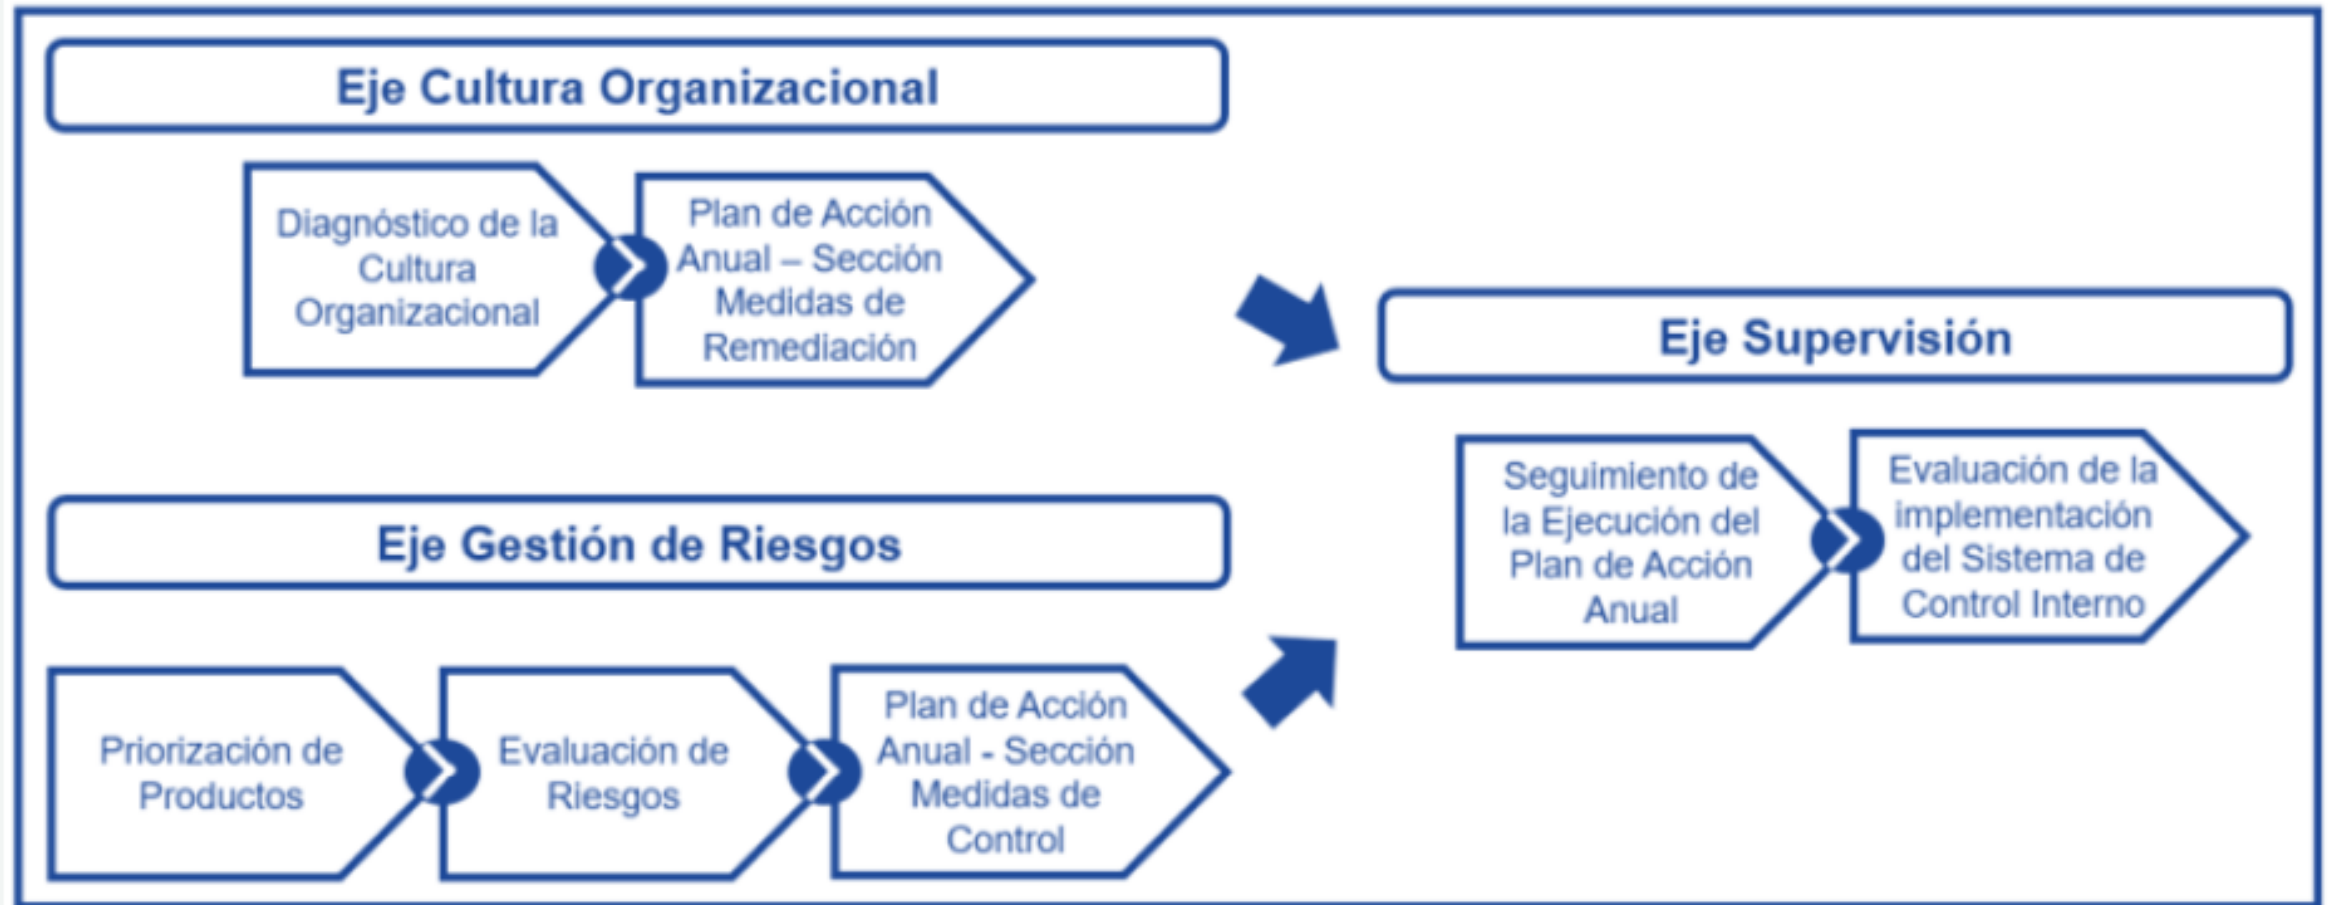 Eje Cultura Organizacional
Diagnóstico de la
Cultura
Organizacional
Plan de Acción
Anual – Sección
Medidas de
Remediación
Eje Gestión de Riesgos
Priorización de
Productos
Evaluación de
Riesgos
Plan de Acción
Anual - Sección
Medidas de
Control
Eje Supervisión
Seguimiento de
la Ejecución del
Plan de Acción
Anual
Evaluación de la
implementación
del Sistema de
Control Interno